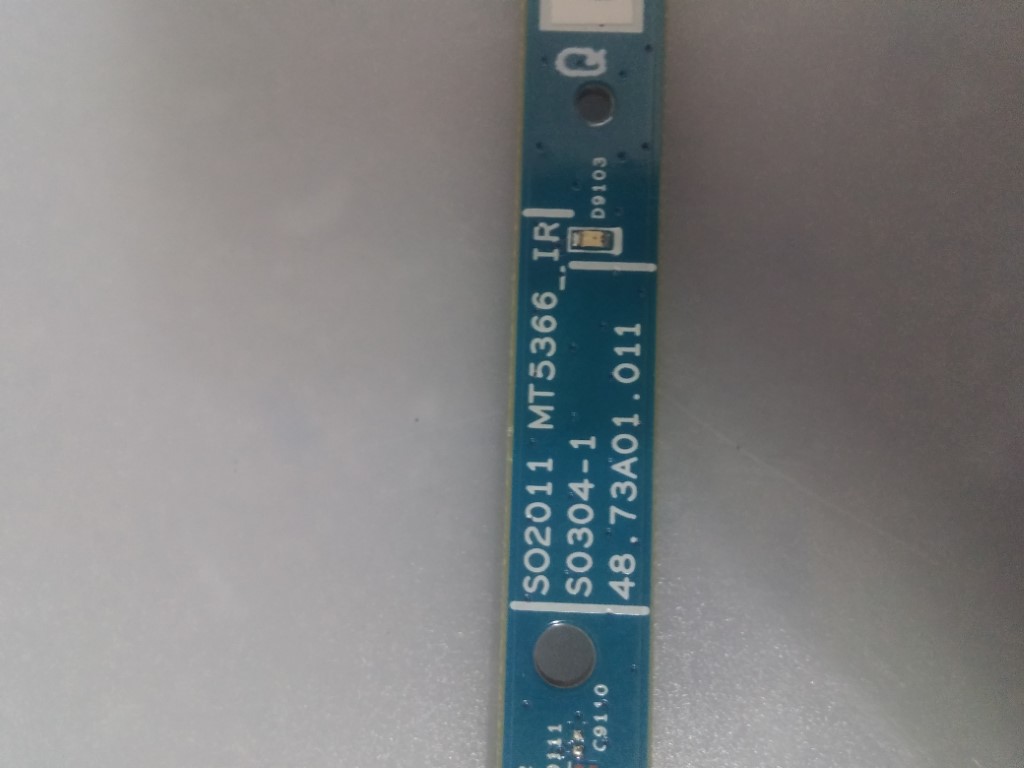 Q
D9103
SO2011 MT5366_IR
S0304-1
48.73A01.011
C9110